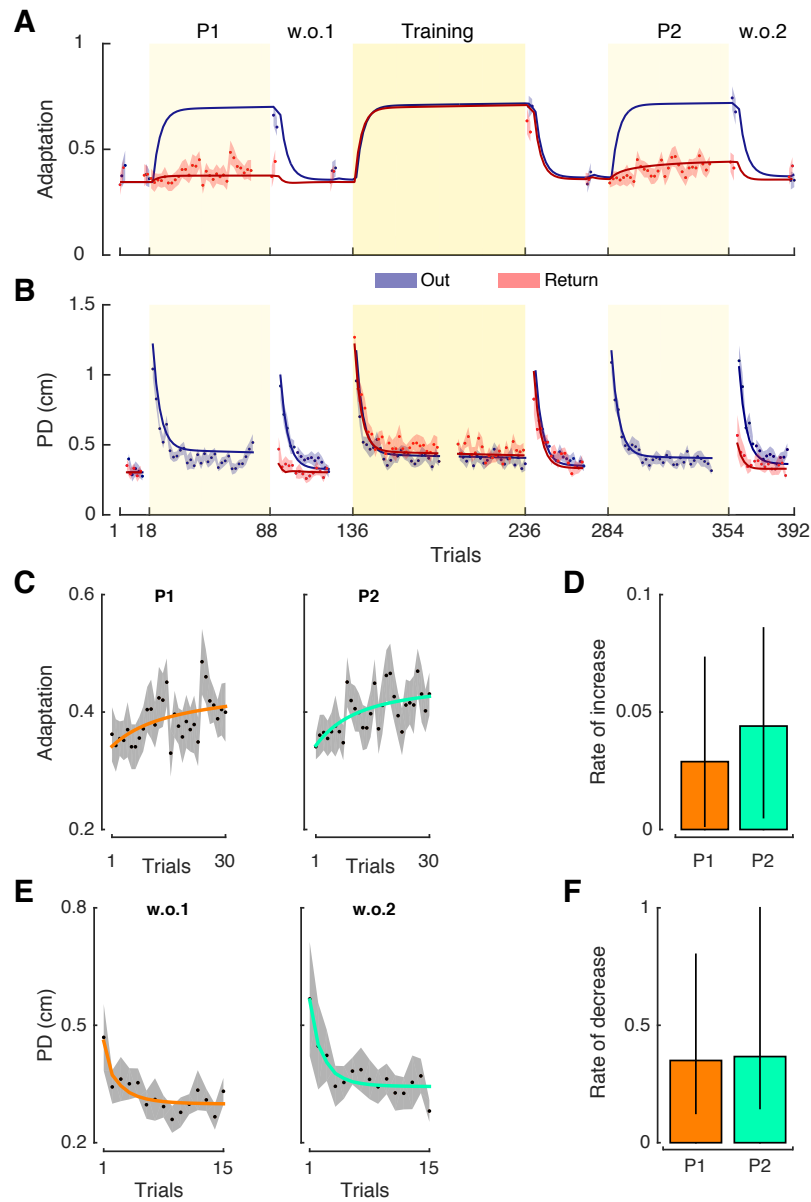 A
P1 w.o.1 Training P2 w.o.2
1
0.5
0
Adaptation
B
Out Return
1.5
1
0.5
0
PD (cm)
1 18 88 136 236 284 354 392
Trials
C
P1 P2
0.6
0.4
0.2
Adaptation
1 Trials 30 1 Trials 30
D
0.1
0.05
0
Rate of increase
P1 P2
E
w.o.1 w.o.2
0.8
0.5
0.2
PD (cm)
1 15 1 15
Trials Trials
F
1
0.5
0
Rate of decrease
P1 P2